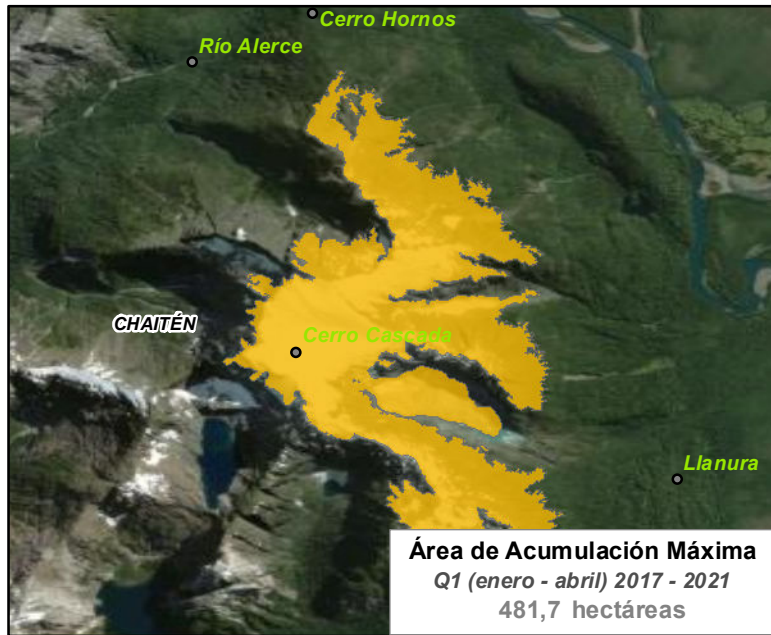 Cerro Hornos
Río Alerce
CHAITÉN
Cerro Cascada
Llanura
Área de Acumulación Máxima
Q1 (enero - abril) 2017 - 2021
481,7 hectáreas